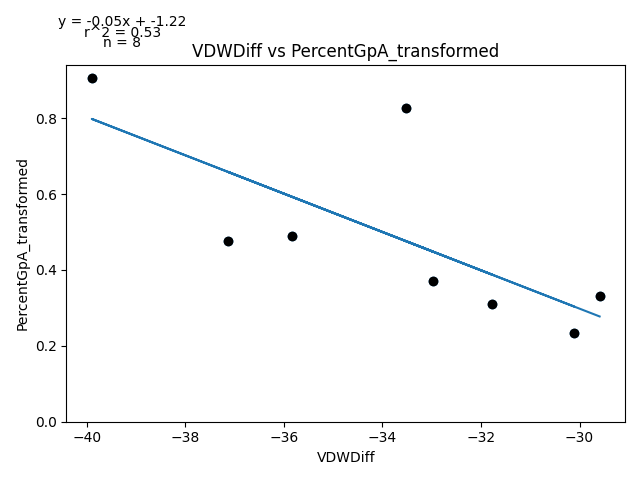 y = -0.05x + -1.22
r^2 = 0.53
n = 8
VDWDiff vs PercentGpA_transformed
PercentGpA_transformed
0.8
0.6
0.4
0.2
0.0
−40
−38
−36
−34
−32
−30
VDWDiff